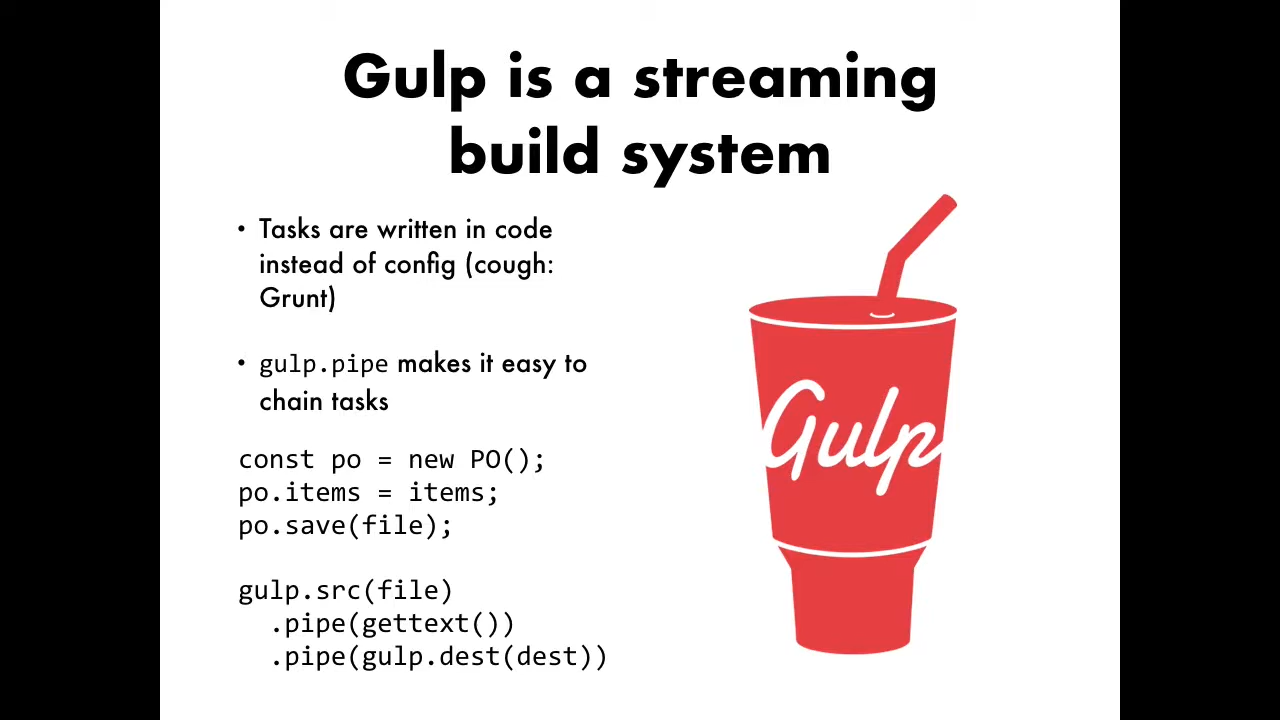 Gulp is a streaming
build system
• Tasks are written in code
instead of config (cough:
Grunt)
• gulp.pipe makes it easy to
chain tasks
const po = new PO();
po.items = items;
po.save(file);
gulp.src(file)
.pipe(gettext())
.pipe(gulp.dest(dest))
Gulp